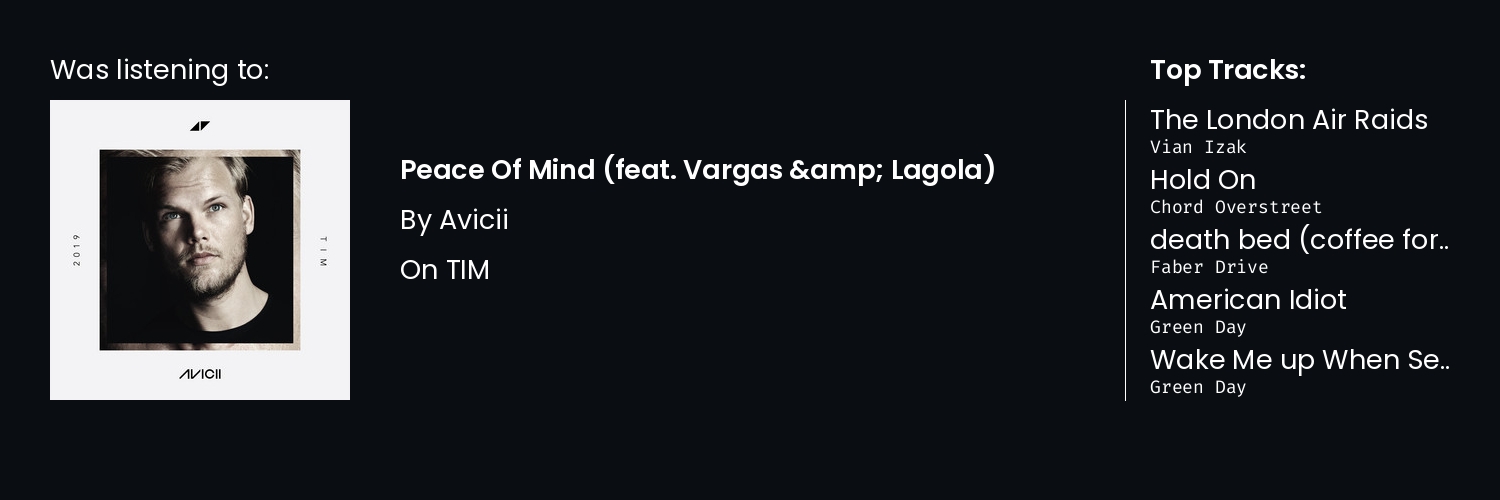 Was listening to:
2019
TIM
AVICII
Peace Of Mind (feat. Vargas &amp; Lagola)
By Avicii
On TIM
Top Tracks:
The London Air Raids
Vian Izak
Hold On
Chord Overstreet
death bed (coffee for..
Faber Drive
American Idiot
Green Day
Wake Me up When Se..
Green Day